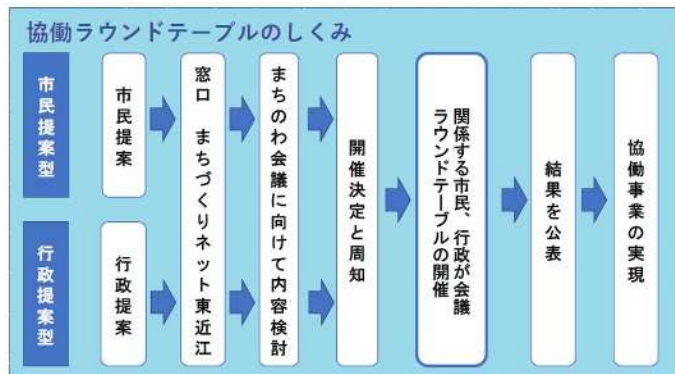 協働ラウンドテーブルのしくみ
市民提案型
市民提案
行政提案型
行政提案
窓口　まちづくりネット東近江
まちのわ会議に向けて内容検討
開催決定と周知
関係する市民、行政が会議
ラウンドテーブルの開催
結果を公表
協働事業の実現